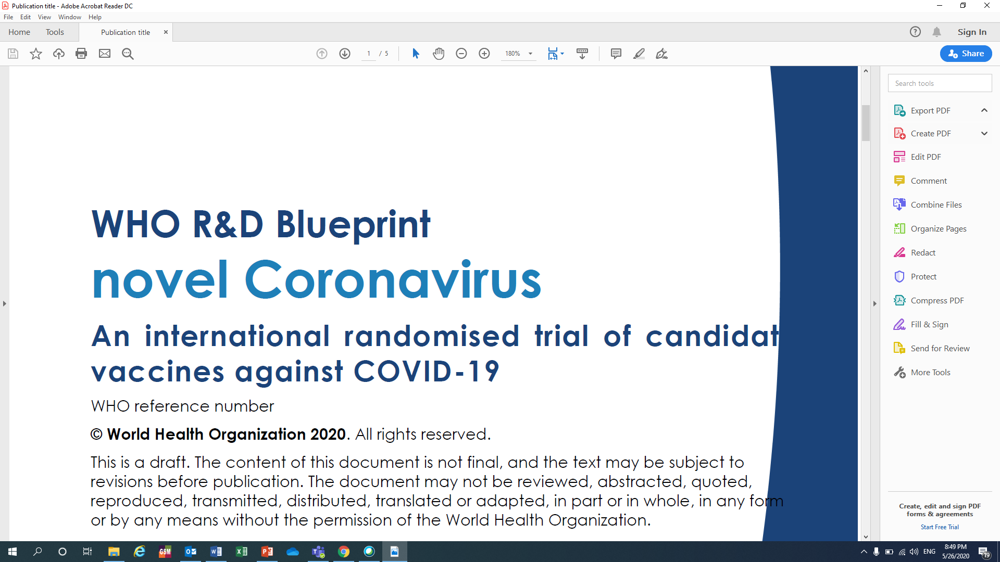 Publication title - Adobe Acrobat Reader DC
File Edit View Window Help
Home Tools Publication title × Sign In
1 / 5 180% Share
Search tools
Export PDF
Create PDF
Edit PDF
Comment
Combine Files
Organize Pages
Redact
Protect
Compress PDF
Fill & Sign
Send for Review
More Tools
Create, edit and sign PDF
forms & agreements
Start Free Trial
WHO R&D Blueprint
novel Coronavirus
An international randomised trial of candidat
vaccines against COVID-19
WHO reference number
© World Health Organization 2020. All rights reserved.
This is a draft. The content of this document is not final, and the text may be subject to
revisions before publication. The document may not be reviewed, abstracted, quoted,
reproduced, transmitted, distributed, translated or adapted, in part or in whole, in any form
or by any means without the permission of the World Health Organization.
GSM
ENG
8:49 PM
5/26/2020
19